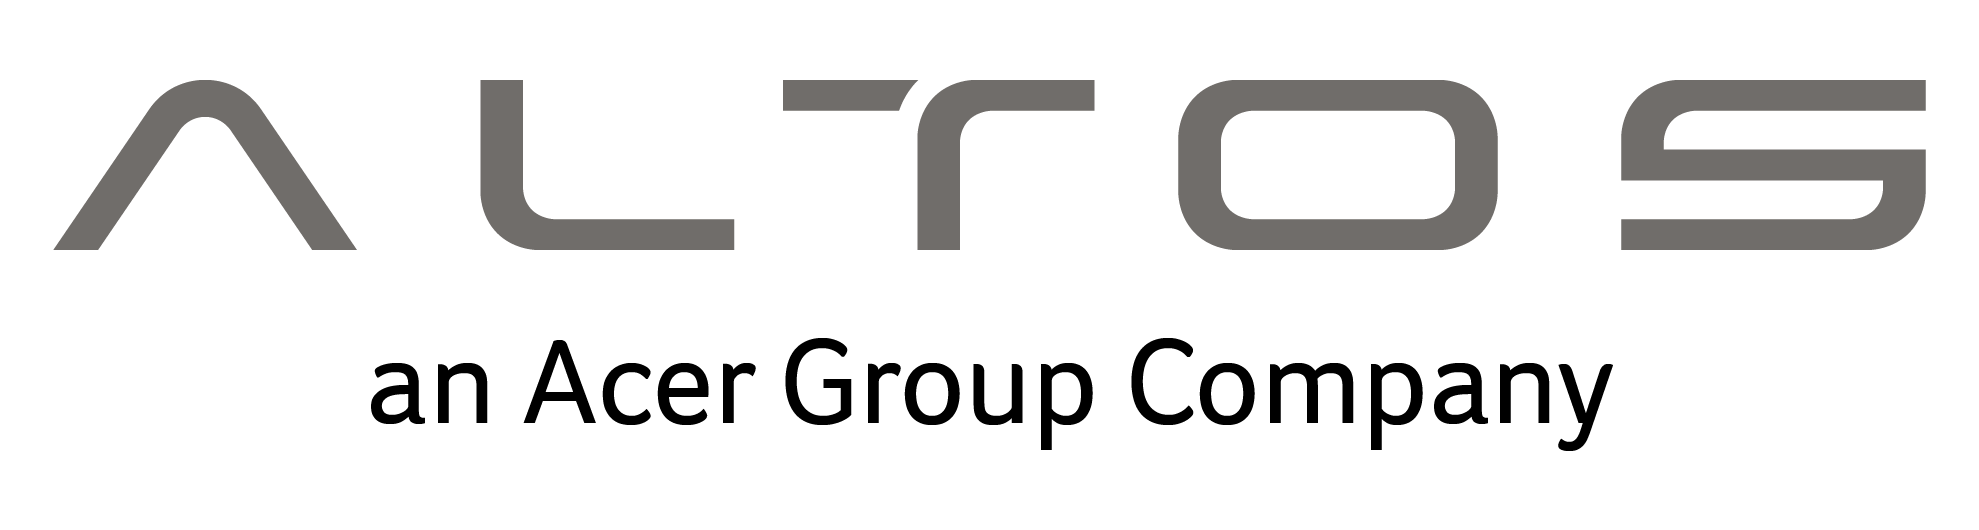 ALTOS
an Acer Group Company